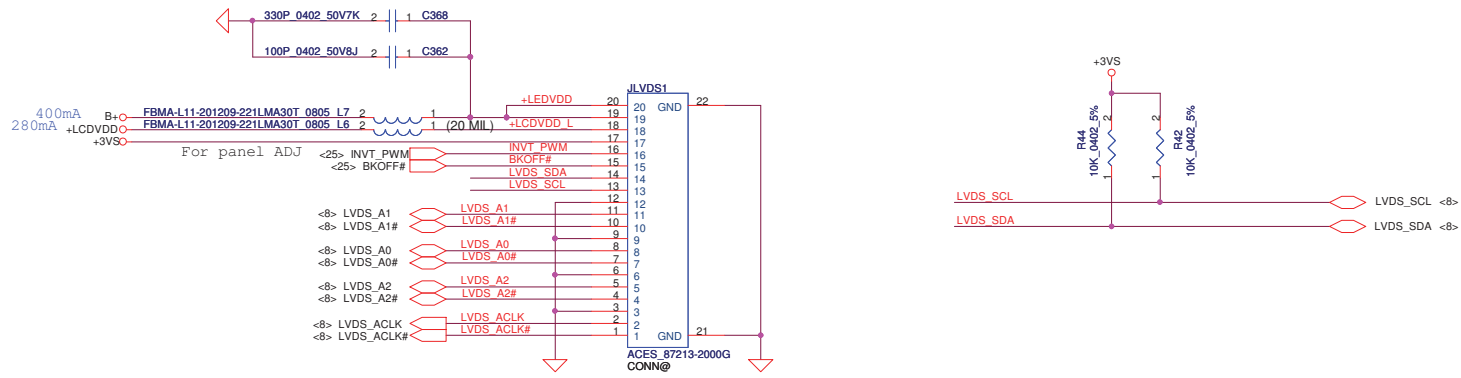 330P_0402_50V7K 2 1 C368
100P_0402_50V8J 2 1 C362
+3VS
JLVDS1
400mA B+ FBMA-L11-201209-221LMA30T_0805 L7 2 1
+LEDVDD 20 20 GND 22
19 19
280mA +LCDVDD FBMA-L11-201209-221LMA30T_0805 L6 2 1 (20 MIL) +LCDVDD_L 18 18
+3VS 17 17
For panel ADJ
<25> INVT_PWM INVT_PWM 16 16
<25> BKOFF# BKOFF# 15 15
LVDS_SDA 14 14
LVDS_SCL 13 13
12 12
<8> LVDS_A1 LVDS_A1 11 11
<8> LVDS_A1# LVDS_A1# 10 10
9 9
<8> LVDS_A0 LVDS_A0 8 8
<8> LVDS_A0# LVDS_A0# 7 7
6 6
<8> LVDS_A2 LVDS_A2 5 5
<8> LVDS_A2# LVDS_A2# 4 4
3 3
<8> LVDS_ACLK LVDS_ACLK 2 2
<8> LVDS_ACLK# LVDS_ACLK# 1 1 GND 21
ACES_87213-2000G
CONN@
R44
10K_0402_5%
2 1
R42
10K_0402_5%
2 1
LVDS_SCL LVDS_SCL <8>
LVDS_SDA LVDS_SDA <8>